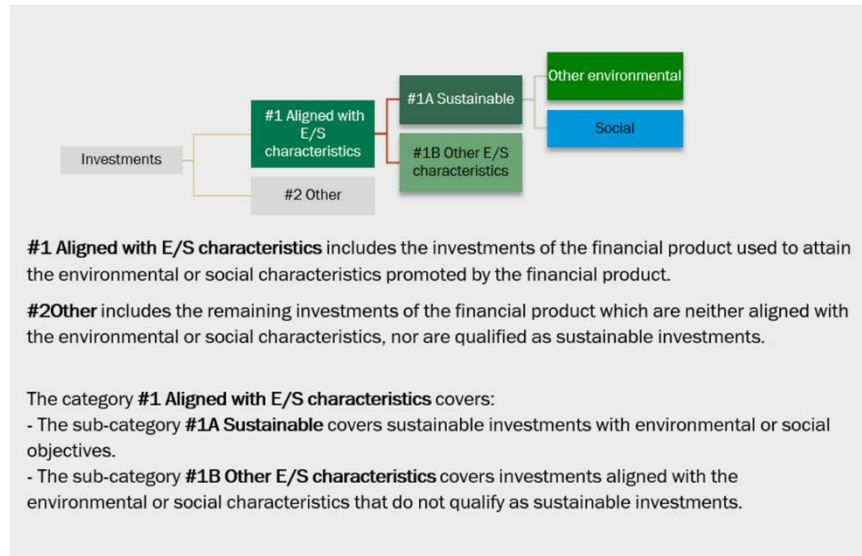 Other environmental
#1A Sustainable
#1 Aligned with
E/S
characteristics
Social
Investments
#1B Other E/S
characteristics
#2 Other
#1 Aligned with E/S characteristics includes the investments of the financial product used to attain
the environmental or social characteristics promoted by the financial product.
#2Other includes the remaining investments of the financial product which are neither aligned with
the environmental or social characteristics, nor are qualified as sustainable investments.
The category #1 Aligned with E/S characteristics covers:
- The sub-category #1A Sustainable covers sustainable investments with environmental or social
objectives.
- The sub-category #1B Other E/S characteristics covers investments aligned with the
environmental or social characteristics that do not qualify as sustainable investments.